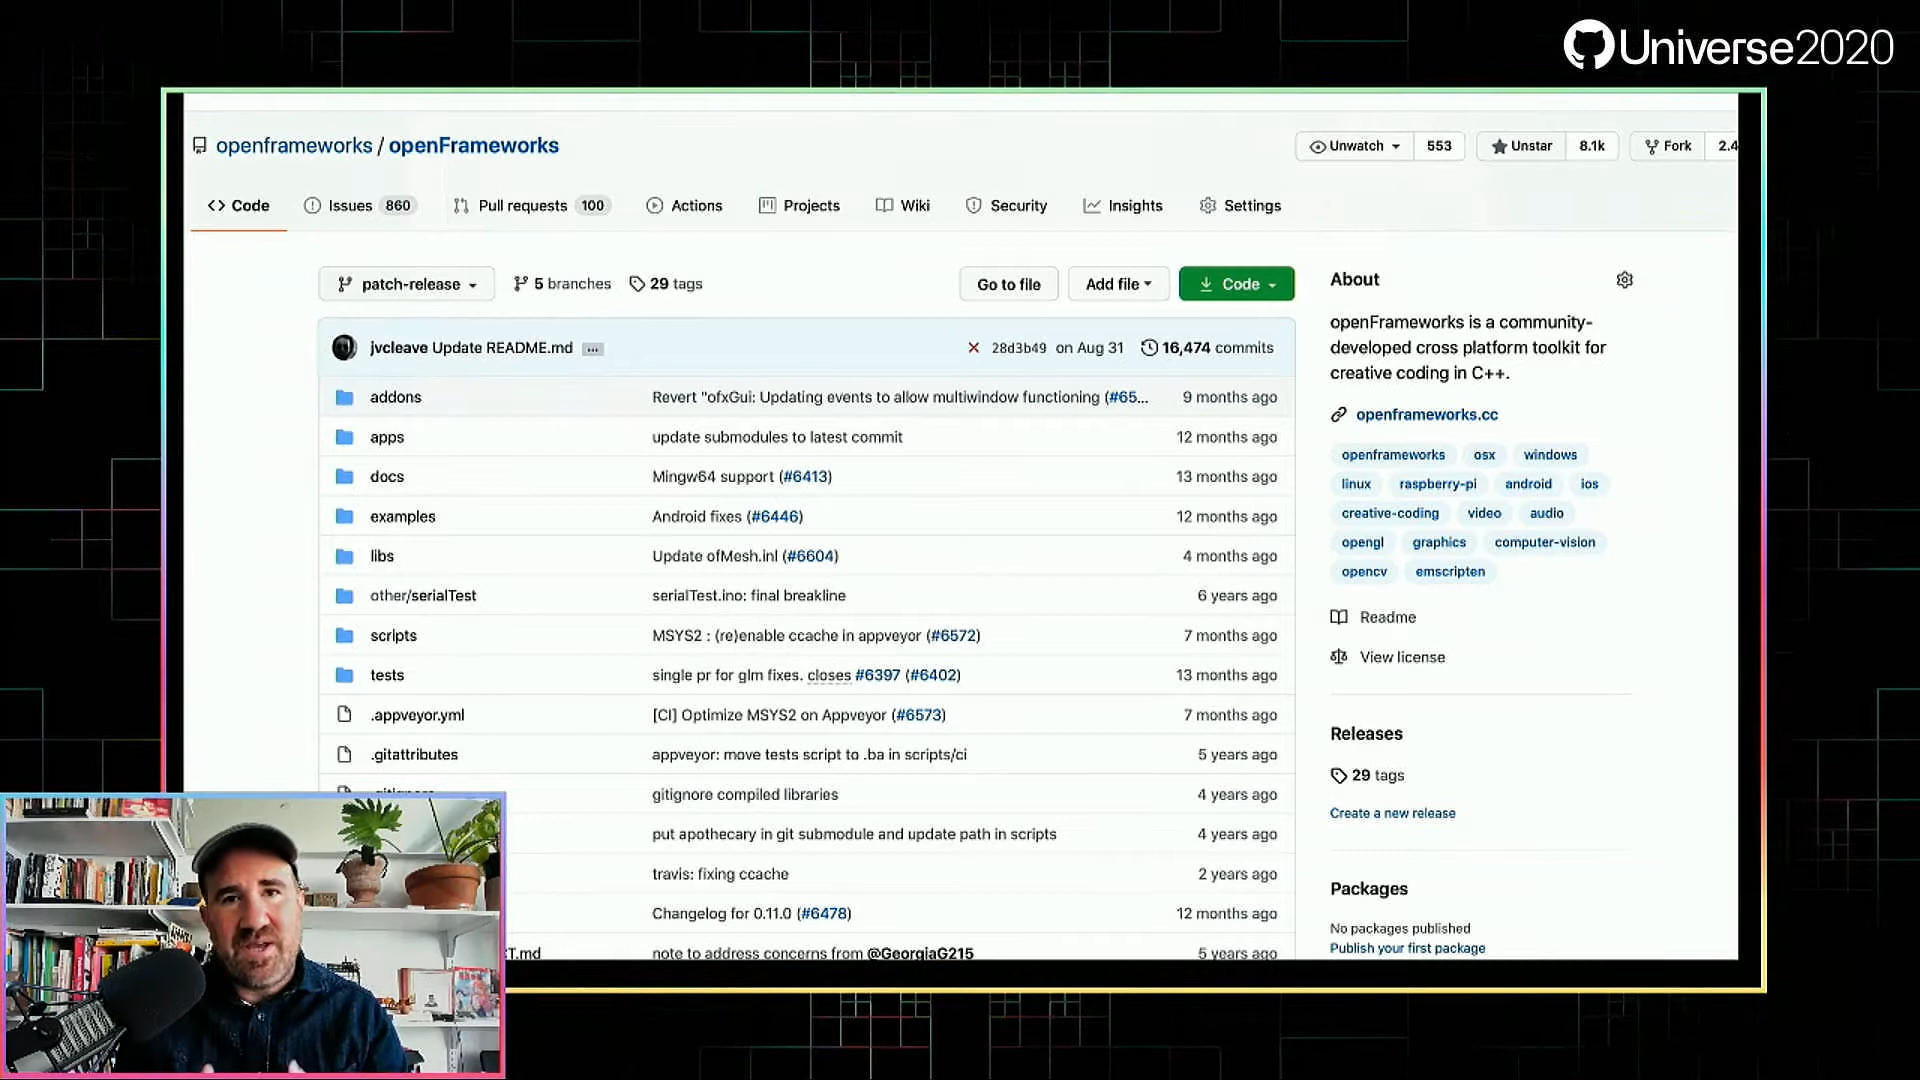 Universe2020
openframeworks / openFrameworks
Unwatch 553 Unstar 8.1k Fork 2.4
Code Issues 860 Pull requests 100 Actions Projects Wiki Security Insights Settings
patch-release 5 branches 29 tags Go to file Add file Code
jvcleave Update README.md ... 28d3b49 on Aug 31 16,474 commits
addons Revert "ofxGui: Updating events to allow multiwindow functioning (#65... 9 months ago
apps update submodules to latest commit 12 months ago
docs Mingw64 support (#6413) 13 months ago
examples Android fixes (#6446) 12 months ago
libs Update ofMesh.inl (#6604) 4 months ago
other/serialTest serialTest.ino: final breakline 6 years ago
scripts MSYS2 : (re)enable ccache in appveyor (#6572) 7 months ago
tests single pr for glm fixes. closes #6397 (#6402) 13 months ago
.appveyor.yml [CI] Optimize MSYS2 on Appveyor (#6573) 7 months ago
.gitattributes appveyor: move tests script to .ba in scripts/ci 5 years ago
gitignore compiled libraries 4 years ago
put apothecary in git submodule and update path in scripts 4 years ago
travis: fixing ccache 2 years ago
Changelog for 0.11.0 (#6478) 12 months ago
T.md note to address concerns from @GeorgiaG215 5 years ago
About
openFrameworks is a community-
developed cross platform toolkit for
creative coding in C++.
openframeworks.cc
openframeworks osx windows
linux raspberry-pi android ios
creative-coding video audio
opengl graphics computer-vision
opencv emscripten
Readme
View license
Releases
29 tags
Create a new release
Packages
No packages published
Publish your first package